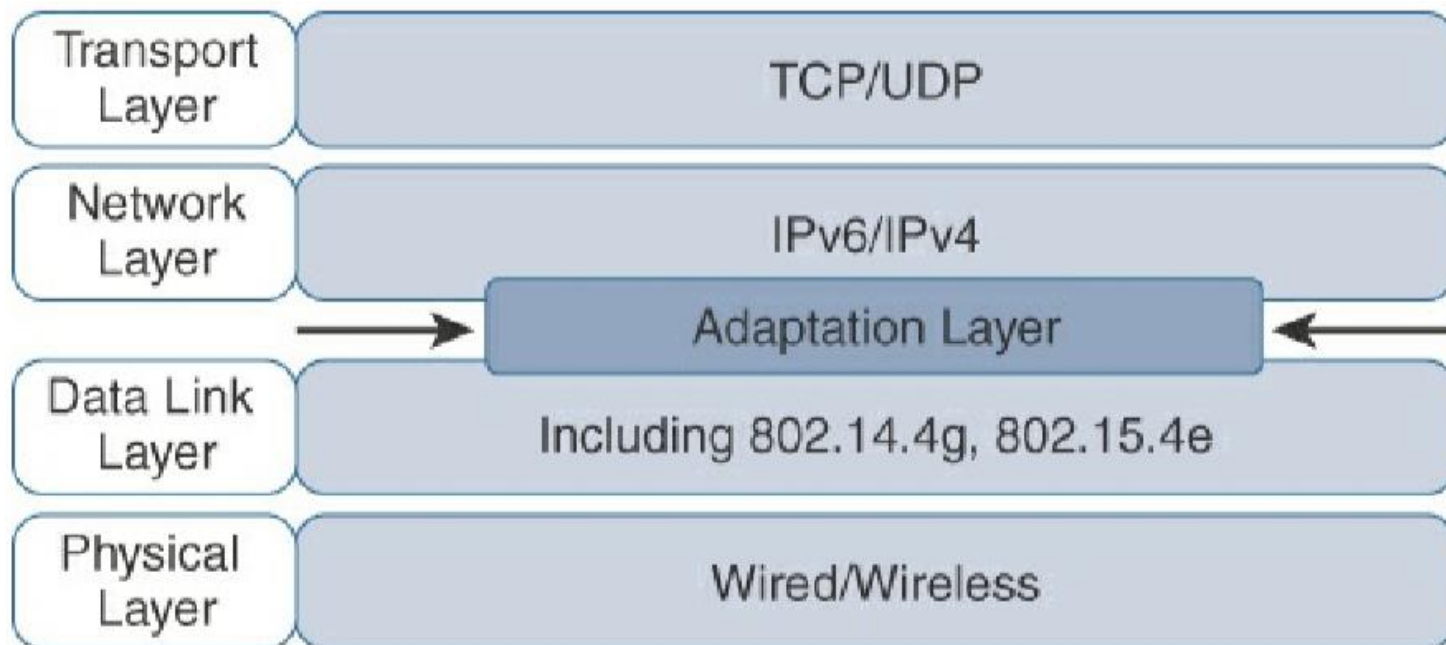 Transport
Layer
TCP/UDP
Network
Layer
IPv6/IPv4
Adaptation Layer
Data Link
Layer
Including 802.14.4g, 802.15.4e
Physical
Layer
Wired/Wireless